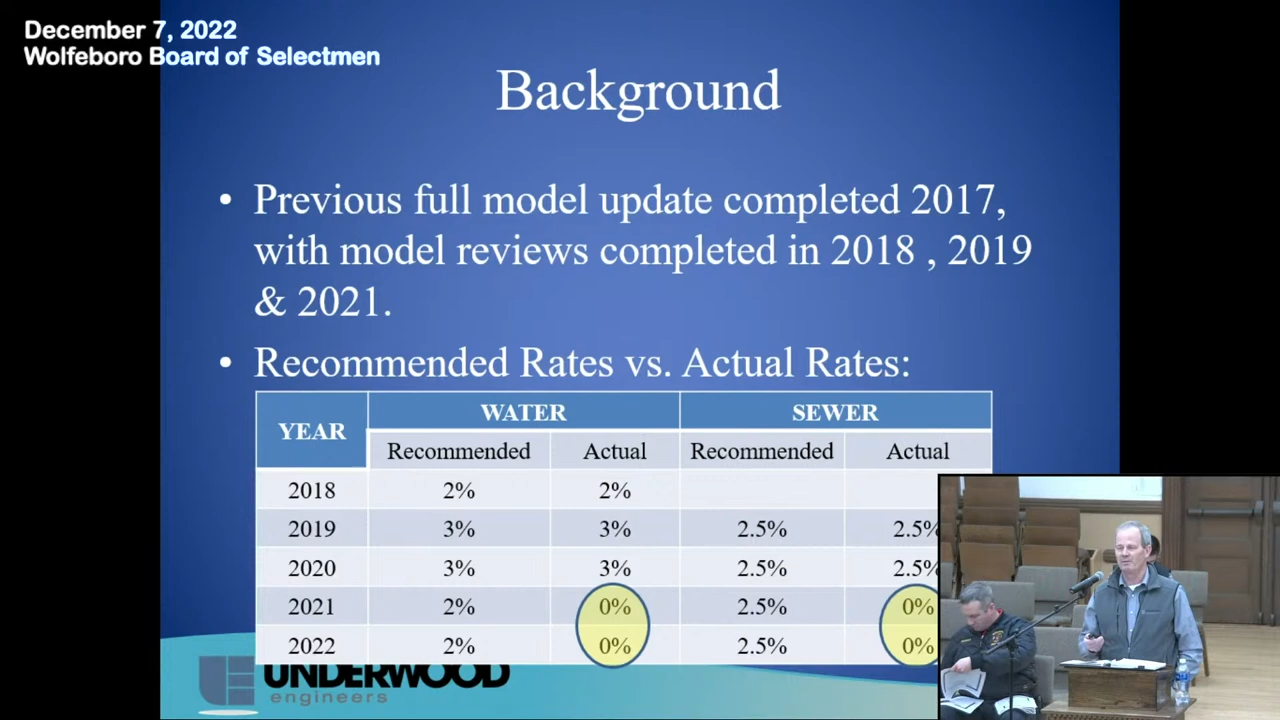 December 7, 2022
Wolfeboro Board of Selectmen
Background
• Previous full model update completed 2017,
with model reviews completed in 2018 , 2019
& 2021.
• Recommended Rates vs. Actual Rates:
YEAR WATER SEWER
Recommended Actual Recommended Actual
2018 2% 2%
2019 3% 3% 2.5% 2.5%
2020 3% 3% 2.5% 2.5%
2021 2% 0% 2.5% 0%
2022 2% 0% 2.5% 0%
UE UNDERWOOD
engineers